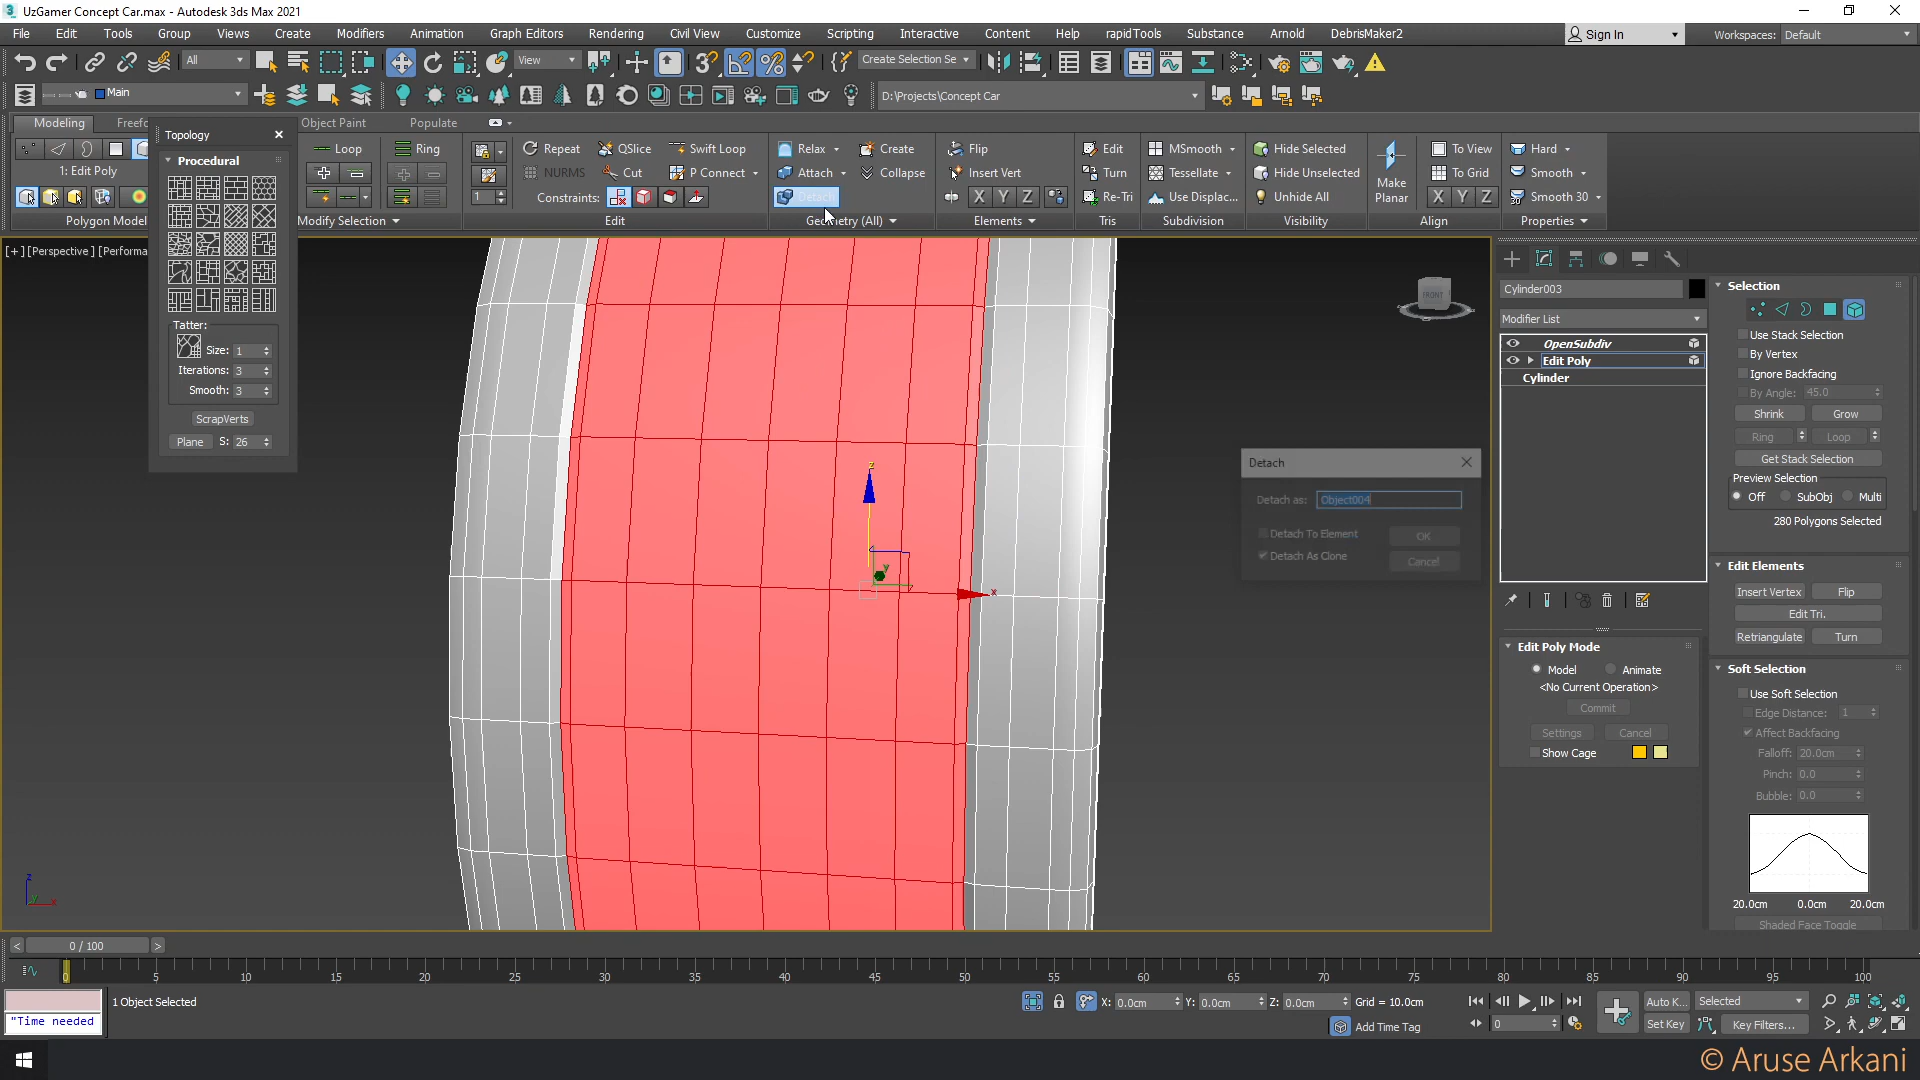 UzGamer Concept Car.max - Autodesk 3ds Max 2021
File Edit Tools Group Views Create Modifiers Animation Graph Editors Rendering Civil View Customize Scripting Interactive Content Help rapidTools Substance Arnold DebrisMaker2
Sign In Workspaces: Default
All View Create Selection Se
Main D:\Projects\Concept Car
Modeling Freefo Object Paint Populate
Topology
Procedural
Tatter:
Size: 1
Iterations: 3
Smooth: 3
ScrapVerts
Plane S: 26
1: Edit Poly
Polygon Model
Loop Ring
Modify Selection
Repeat QSlice Swift Loop
NURMS Cut P Connect
1 Constraints:
Edit
Relax Create
Attach Collapse
Detach
Geometry (All)
Flip
Insert Vert
X Y Z
Elements
Edit
Turn
Re-Tri
Tris
MSmooth
Tessellate
Use Displac...
Subdivision
Hide Selected
Hide Unselected
Unhide All
Visibility
Make Planar
To View
To Grid
X Y Z
Align
Hard
Smooth
Smooth 30
Properties
[+] [Perspective ] [Performa
FRONT
z
x
y
Detach
Detach as: Object004
Detach To Element OK
Detach As Clone Cancel
z
y x
Cylinder003
Modifier List
OpenSubdiv
Edit Poly
Cylinder
Edit Poly Mode
Model Animate
<No Current Operation>
Commit
Settings Cancel
Show Cage
Selection
Use Stack Selection
By Vertex
Ignore Backfacing
By Angle: 45.0
Shrink Grow
Ring Loop
Get Stack Selection
Preview Selection
Off SubObj Multi
280 Polygons Selected
Edit Elements
Insert Vertex Flip
Edit Tri.
Retriangulate Turn
Soft Selection
Use Soft Selection
Edge Distance: 1
Affect Backfacing
Falloff: 20.0cm
Pinch: 0.0
Bubble: 0.0
20.0cm 0.0cm 20.0cm
Shaded Face Toggle
< 0 / 100 >
0 5 10 15 20 25 30 35 40 45 50 55 60 65 70 75 80 85 90 95 100
"Time needed
1 Object Selected
X: 0.0cm Y: 0.0cm Z: 0.0cm Grid = 10.0cm
Add Time Tag
0
Auto K... Selected
Set Key Key Filters...
© Aruse Arkani